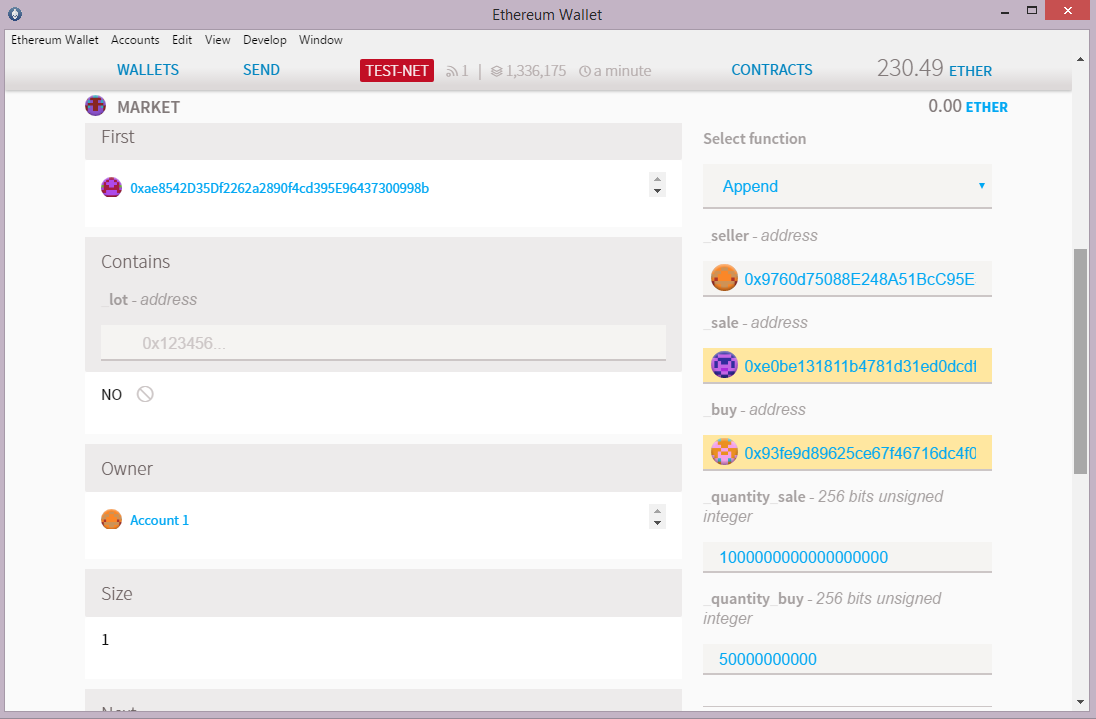 Ethereum Wallet
Ethereum Wallet Accounts Edit View Develop Window
WALLETS SEND TEST-NET 1 | 1,336,175 a minute CONTRACTS 230.49 ETHER
MARKET 0.00 ETHER
First
0xae8542D35Df2262a2890f4cd395E96437300998b
Contains
_lot - address
0x123456...
NO
Owner
Account 1
Size
1
Next
Select function
Append
_seller - address
0x9760d75088E248A51BcC95E
_sale - address
0xe0be131811b4781d31ed0dcdf
_buy - address
0x93fe9d89625ce67f46716dc4f0
_quantity_sale - 256 bits unsigned
integer
1000000000000000000
_quantity_buy - 256 bits unsigned
integer
50000000000